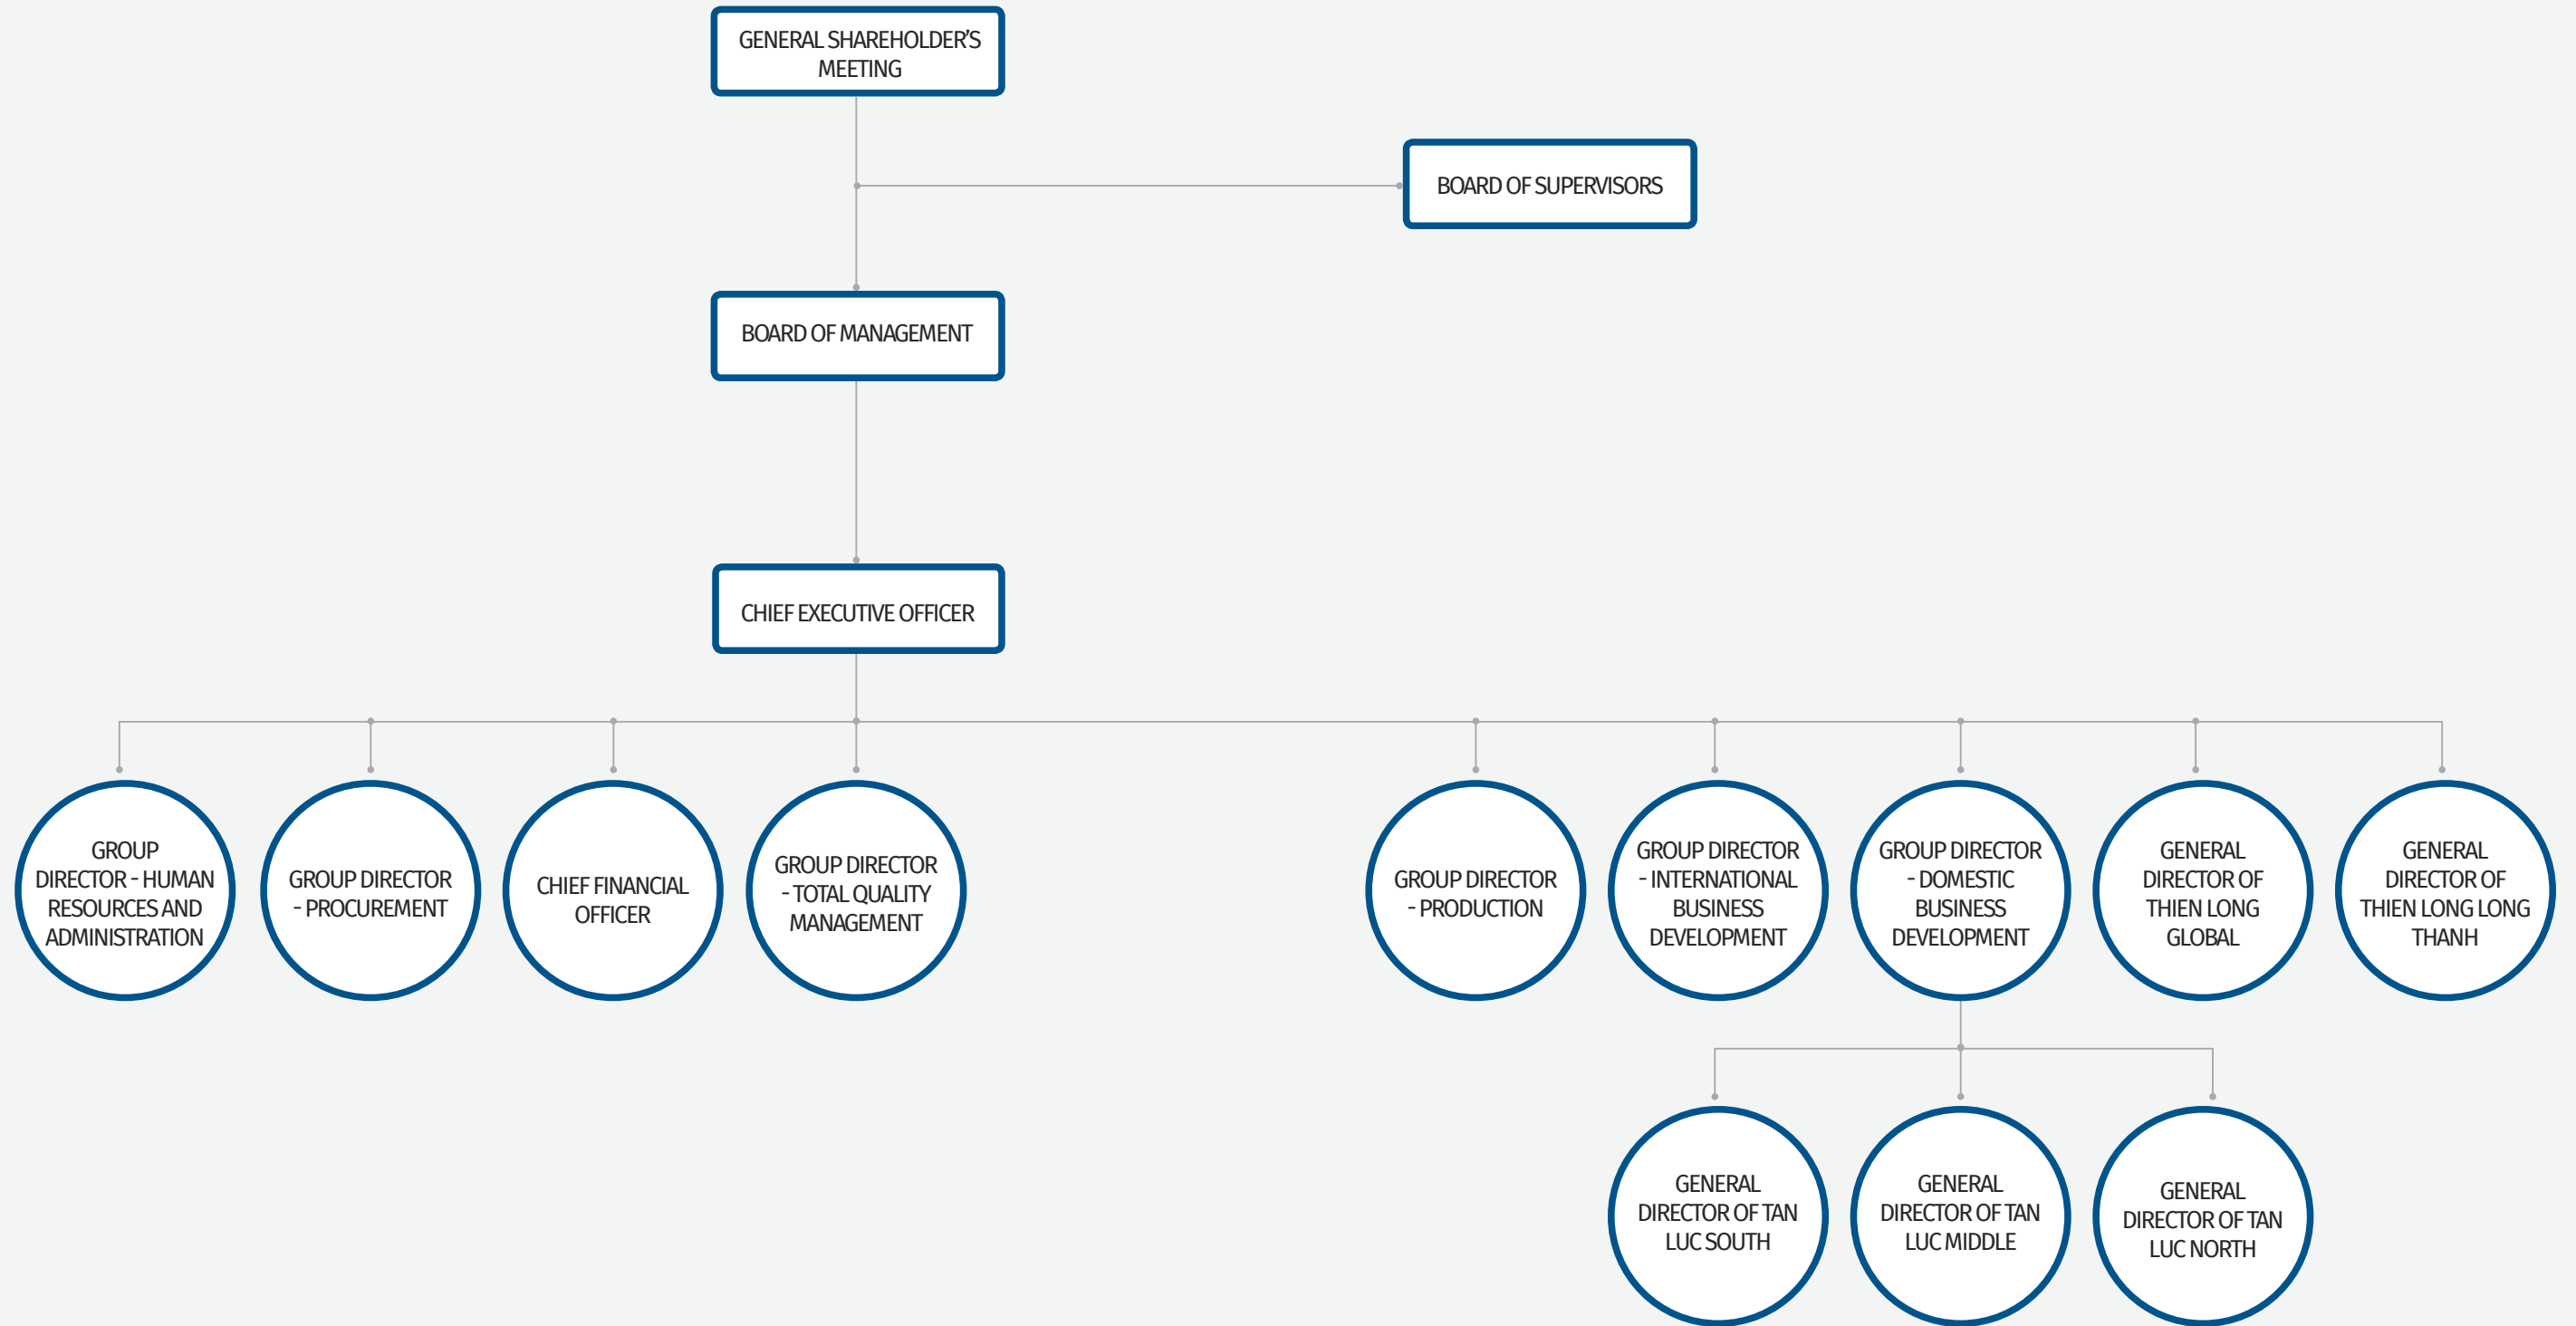 GENERAL SHAREHOLDER'S
MEETING
BOARD OF SUPERVISORS
BOARD OF MANAGEMENT
CHIEF EXECUTIVE OFFICER
GROUP
DIRECTOR - HUMAN
RESOURCES AND
ADMINISTRATION
GROUP DIRECTOR
- PROCUREMENT
CHIEF FINANCIAL
OFFICER
GROUP DIRECTOR
- TOTAL QUALITY
MANAGEMENT
GROUP DIRECTOR
- PRODUCTION
GROUP DIRECTOR
- INTERNATIONAL
BUSINESS
DEVELOPMENT
GROUP DIRECTOR
- DOMESTIC
BUSINESS
DEVELOPMENT
GENERAL
DIRECTOR OF
THIEN LONG
GLOBAL
GENERAL
DIRECTOR OF
THIEN LONG LONG
THANH
GENERAL
DIRECTOR OF TAN
LUC SOUTH
GENERAL
DIRECTOR OF TAN
LUC MIDDLE
GENERAL
DIRECTOR OF TAN
LUC NORTH